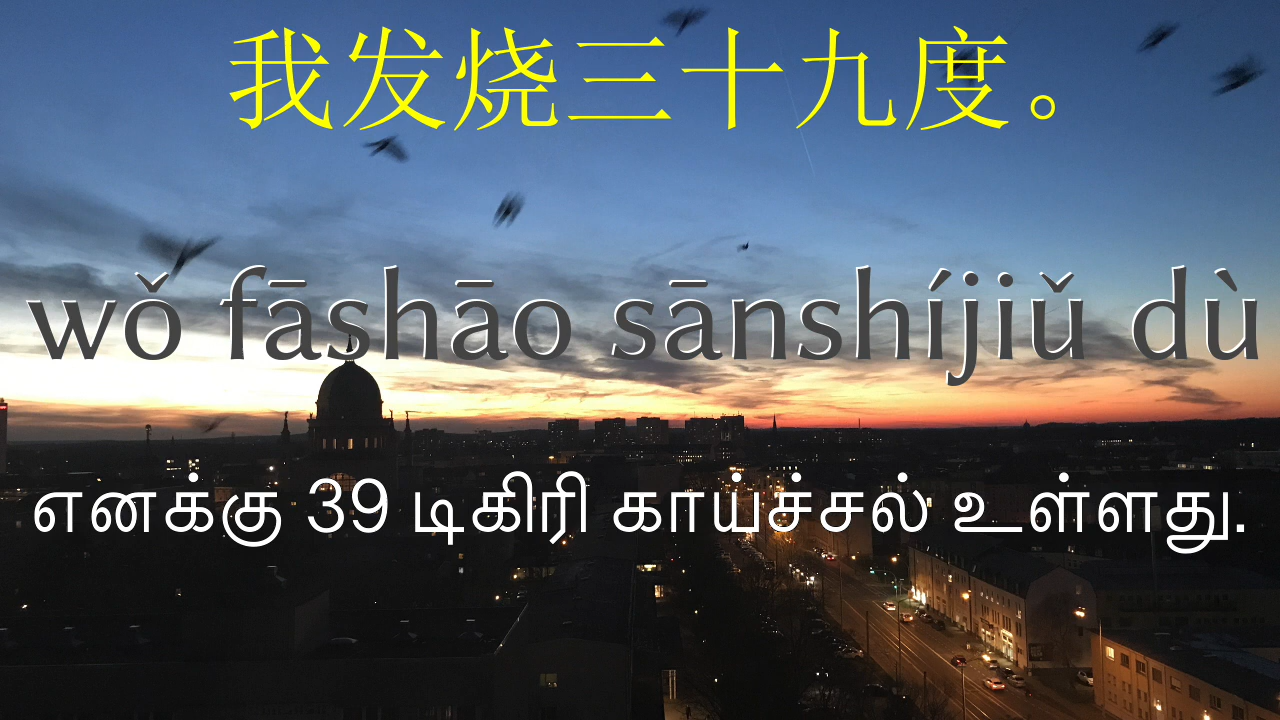 我发烧三十九度。
wǒ fāshāo sānshíjiǔ dù
எனக்கு 39 டிகிரி காய்ச்சல் உள்ளது.